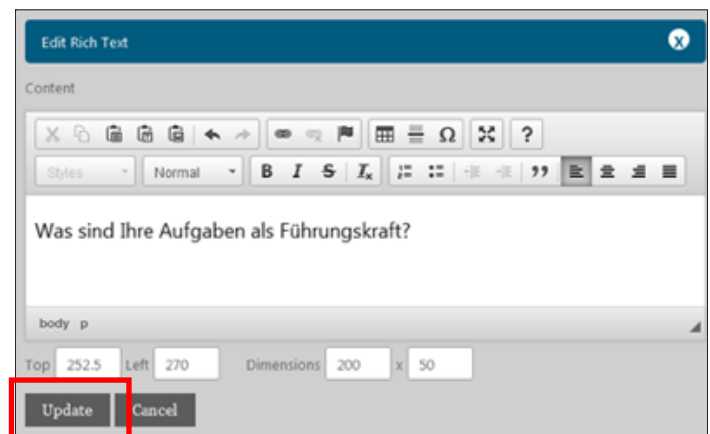 Edit Rich Text X
Content
Ω ?
Styles Normal B I S Ix
Was sind Ihre Aufgaben als Führungskraft?
body p
Top 252.5 Left 270 Dimensions 200 x 50
Update Cancel